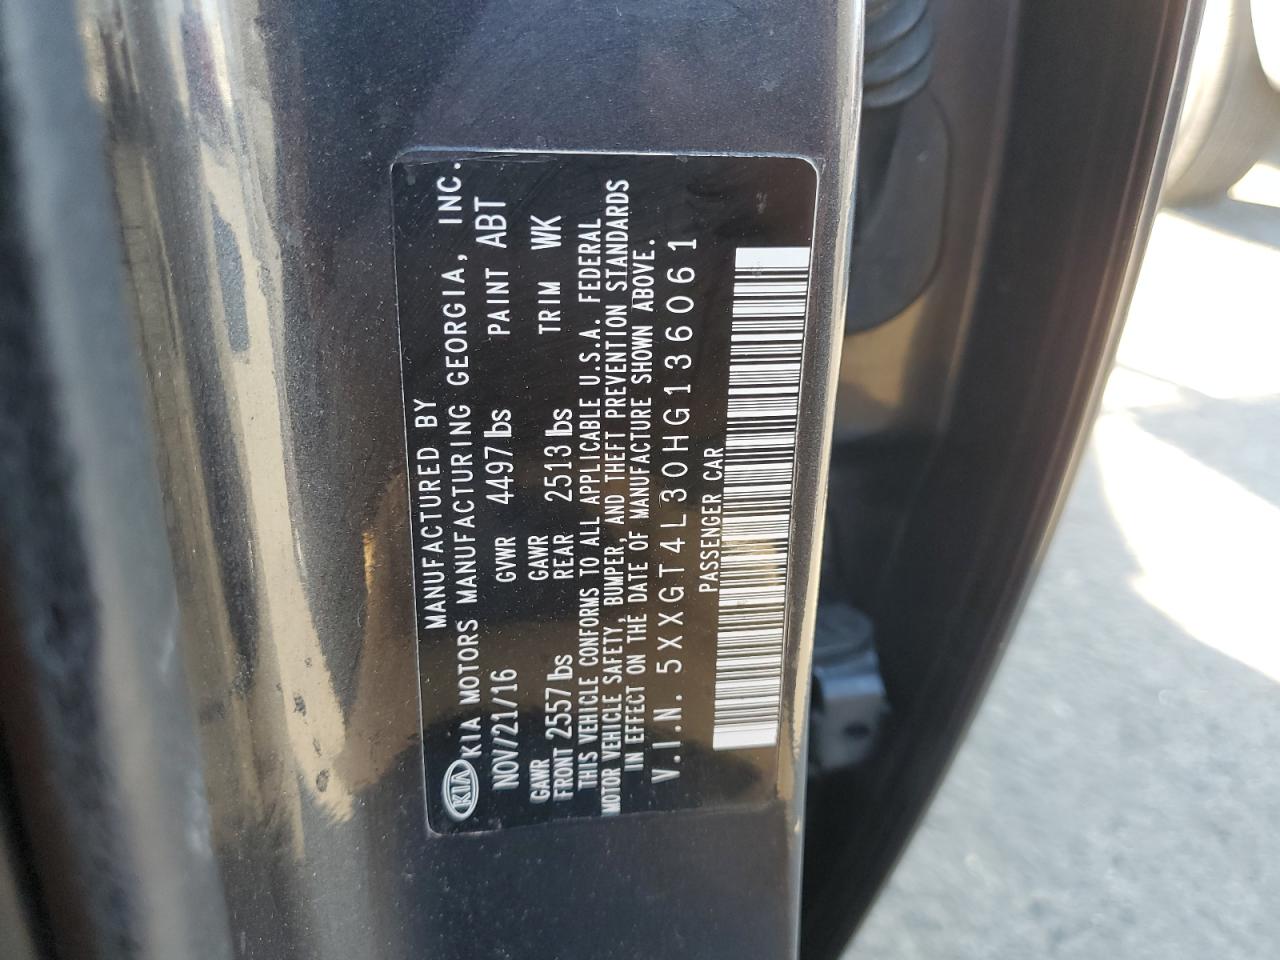 MANUFACTURED BY
KIA KIA MOTORS MANUFACTURING GEORGIA, INC.
NOV/21/16 GVWR 4497 lbs PAINT ABT
GAWR FRONT 2557 lbs GAWR REAR 2513 lbs TRIM WK
THIS VEHICLE CONFORMS TO ALL APPLICABLE U.S.A. FEDERAL
MOTOR VEHICLE SAFETY, BUMPER, AND THEFT PREVENTION STANDARDS
IN EFFECT ON THE DATE OF MANUFACTURE SHOWN ABOVE.
V.I.N. 5XXGT4L30HG136061
PASSENGER CAR